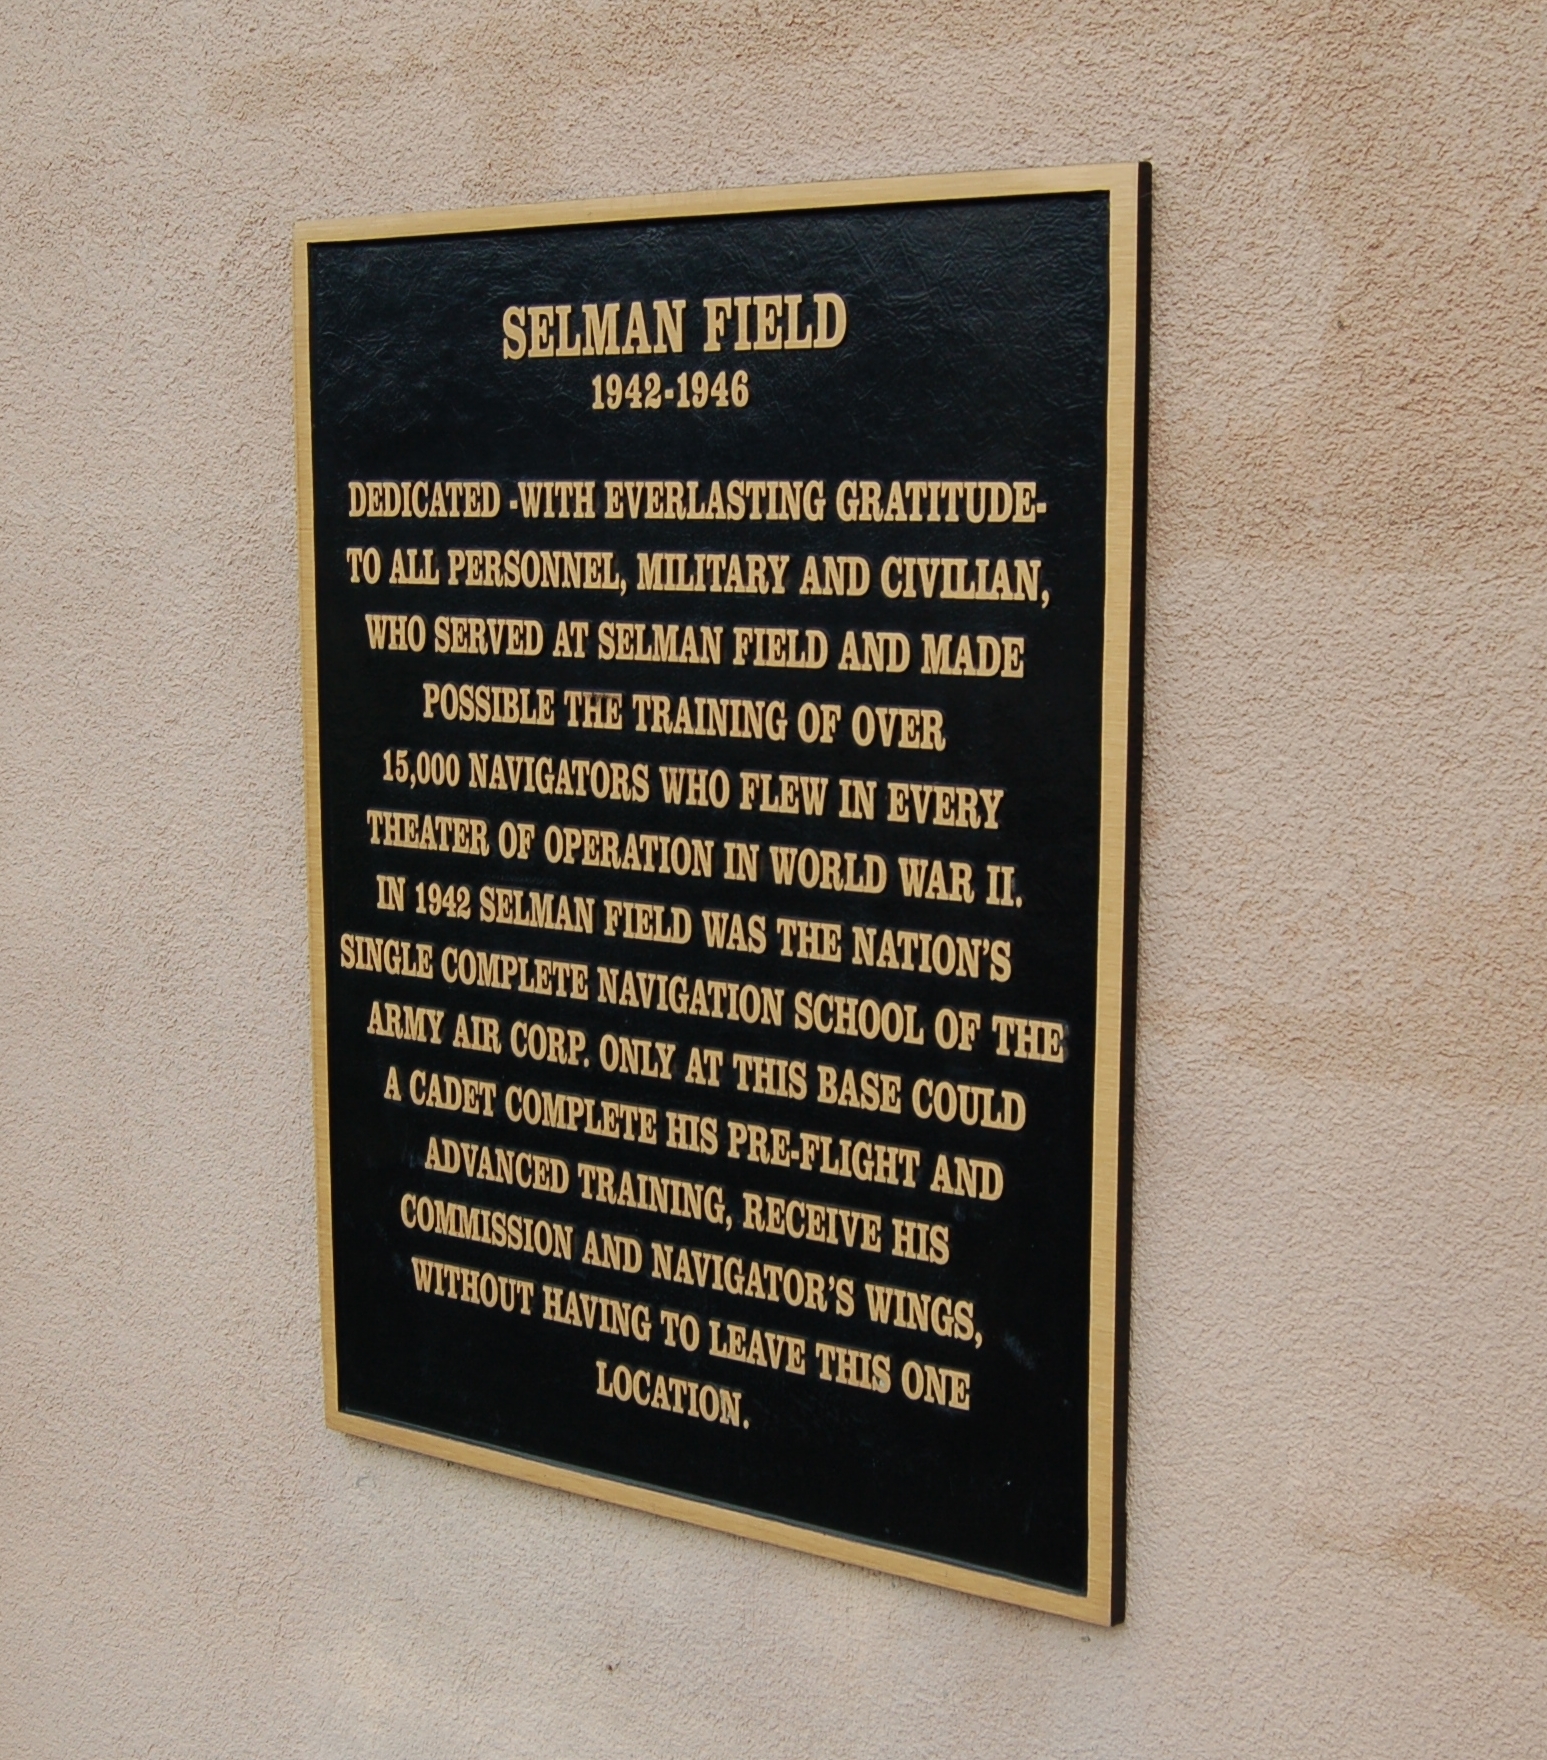 SELMAN FIELD
1942-1946
DEDICATED -WITH EVERLASTING GRATITUDE-
TO ALL PERSONNEL, MILITARY AND CIVILIAN,
WHO SERVED AT SELMAN FIELD AND MADE
POSSIBLE THE TRAINING OF OVER
15,000 NAVIGATORS WHO FLEW IN EVERY
THEATER OF OPERATION IN WORLD WAR II.
IN 1942 SELMAN FIELD WAS THE NATION'S
SINGLE COMPLETE NAVIGATION SCHOOL OF THE
ARMY AIR CORP. ONLY AT THIS BASE COULD
A CADET COMPLETE HIS PRE-FLIGHT AND
ADVANCED TRAINING, RECEIVE HIS
COMMISSION AND NAVIGATOR'S WINGS,
WITHOUT HAVING TO LEAVE THIS ONE
LOCATION.